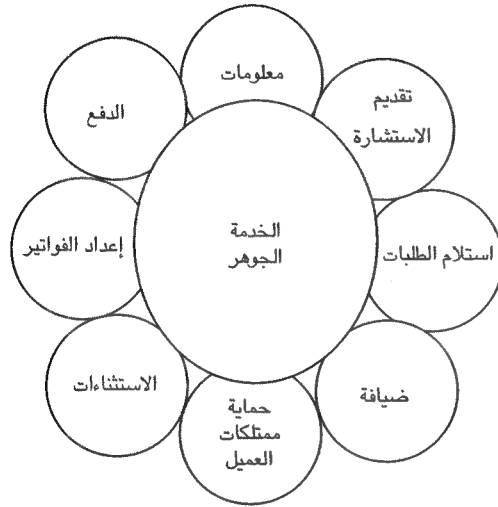 معلومات
تقديم
الاستشارة
استلام الطلبات
ضيافة
حماية
ممتلكات
العميل
الاستثناءات
إعداد الفواتير
الدفع
الخدمة
الجوهر